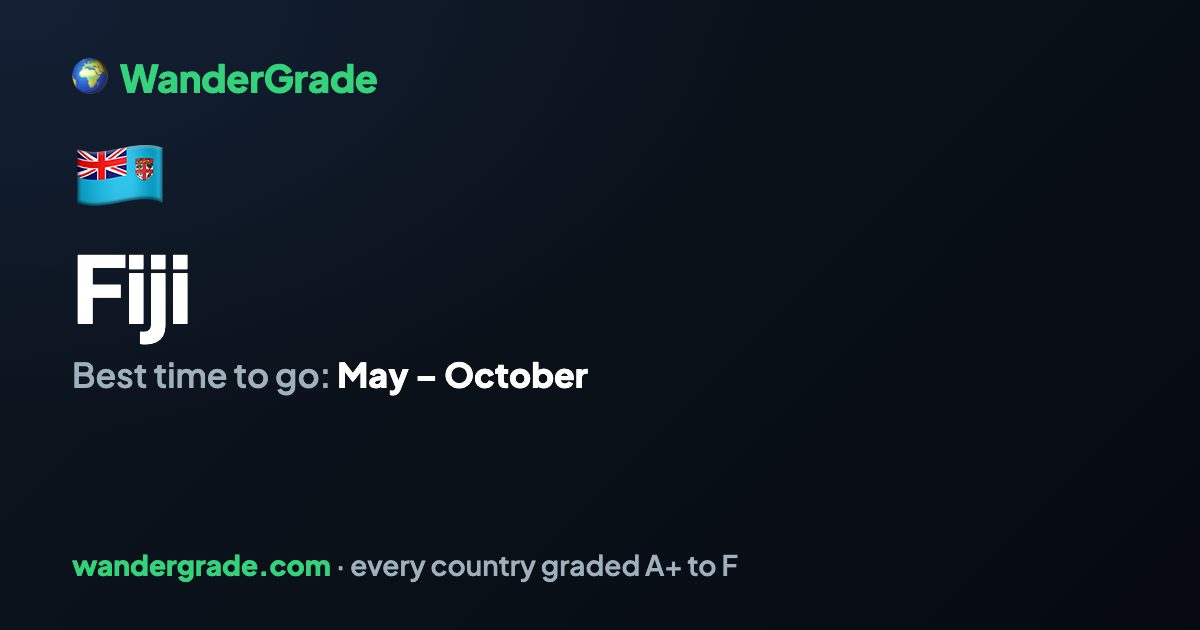 WanderGrade
Fiji
Best time to go: May – October
wandergrade.com · every country graded A+ to F